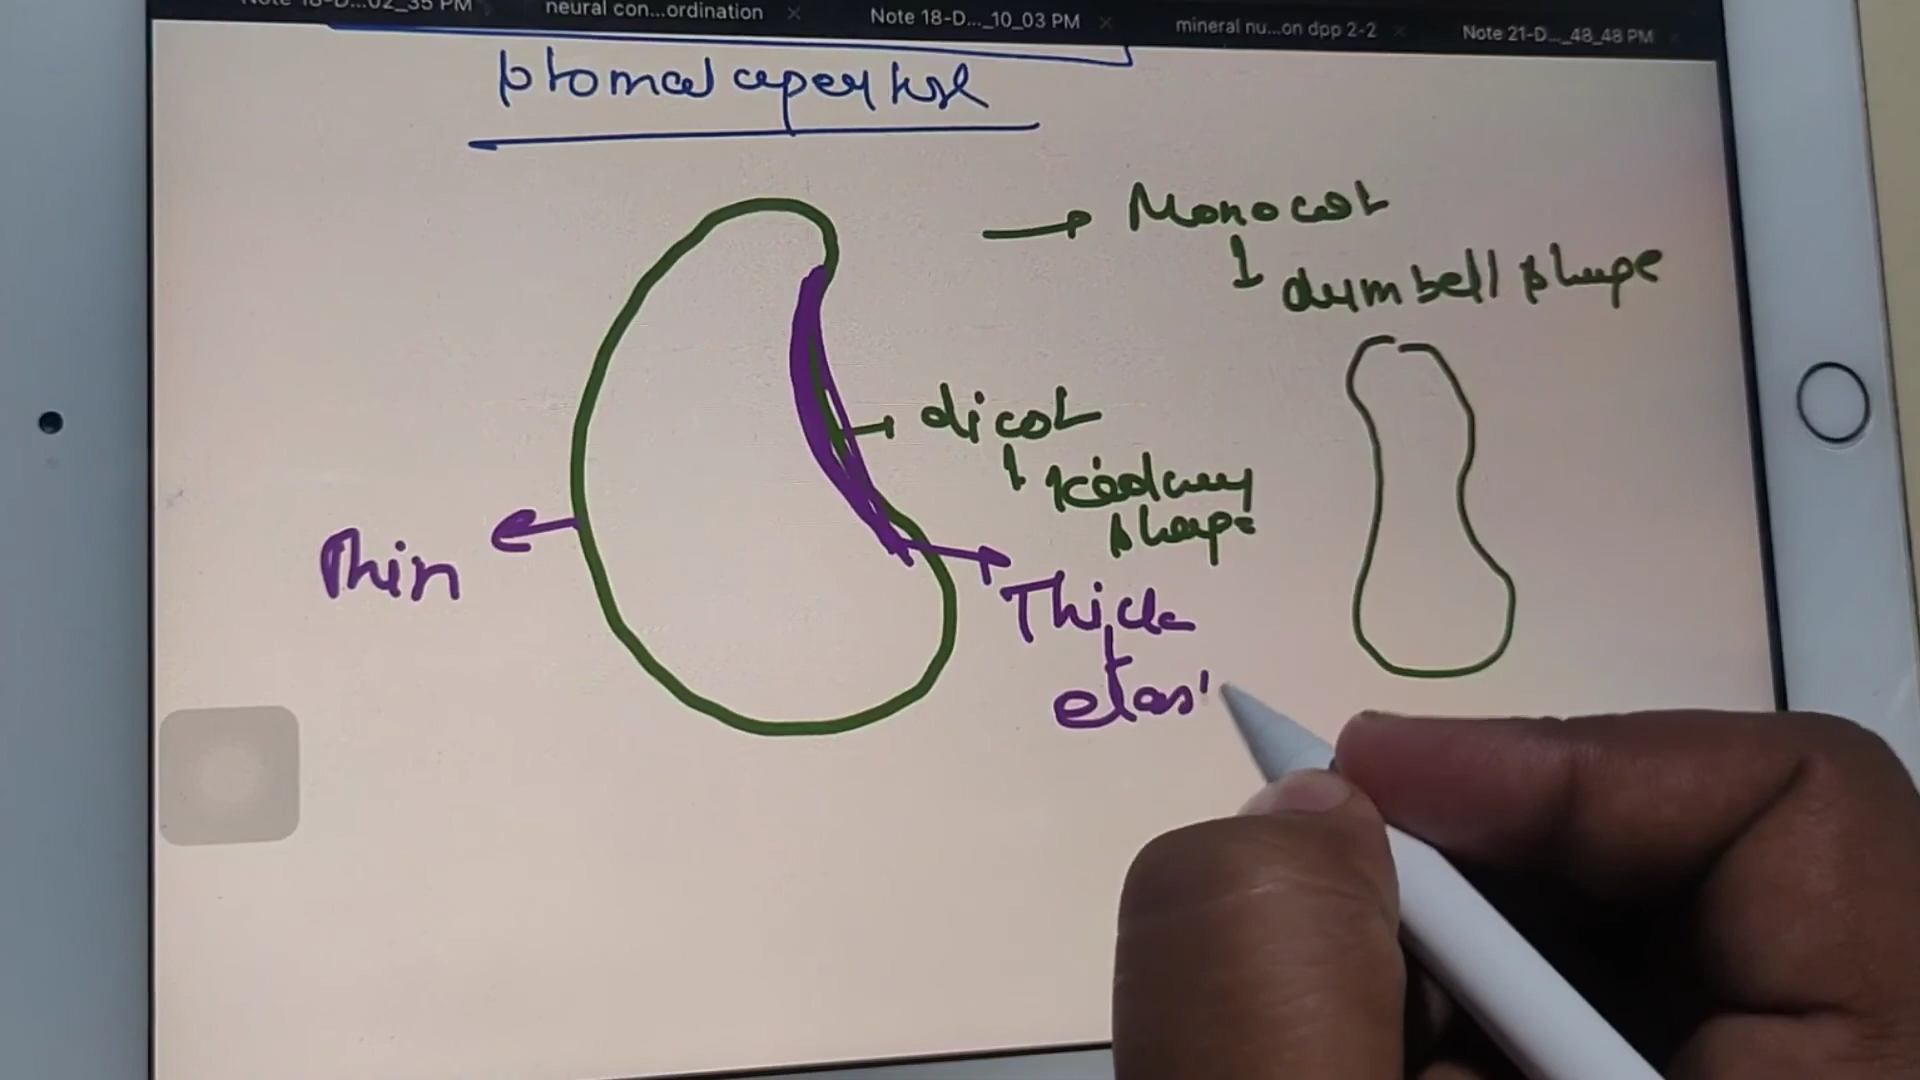 neural con...ordination
Note 18-D..._10_03 PM
mineral nu...on dpp 2-2
Note 21-D..._48_48 PM
stomatal aperture
Monocot
dumbell shape
dicot
Kidney
shape
Thin
Thick
elas